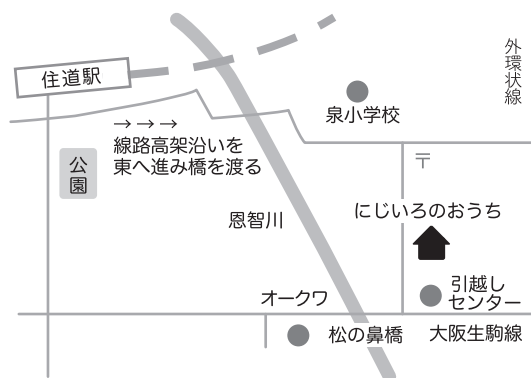 住道駅
外環状線
泉小学校
→→→
線路高架沿いを
東へ進み橋を渡る
公園
〒
にじいろのおうち
恩智川
引越し
センター
オークワ
松の鼻橋
大阪生駒線